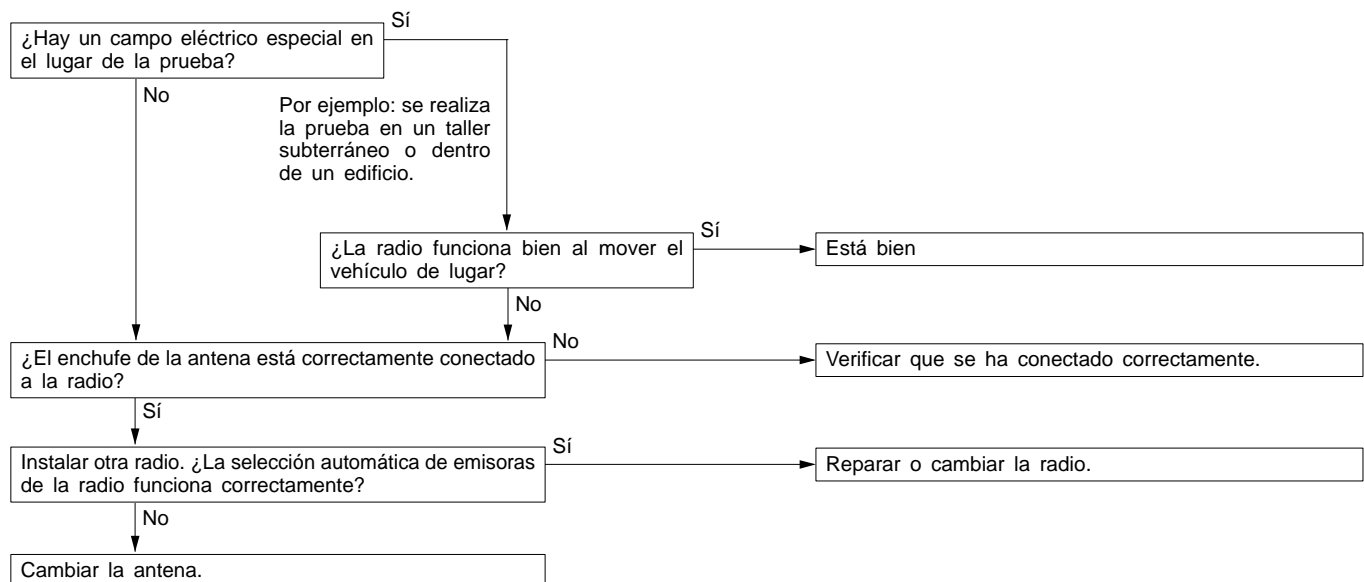 Sí
¿Hay un campo eléctrico especial en
el lugar de la prueba?
No
Por ejemplo: se realiza
la prueba en un taller
subterráneo o dentro
de un edificio.
¿La radio funciona bien al mover el
vehículo de lugar?
Sí
Está bien
No
¿El enchufe de la antena está correctamente conectado
a la radio?
No
Verificar que se ha conectado correctamente.
Sí
Instalar otra radio. ¿La selección automática de emisoras
de la radio funciona correctamente?
Sí
Reparar o cambiar la radio.
No
Cambiar la antena.